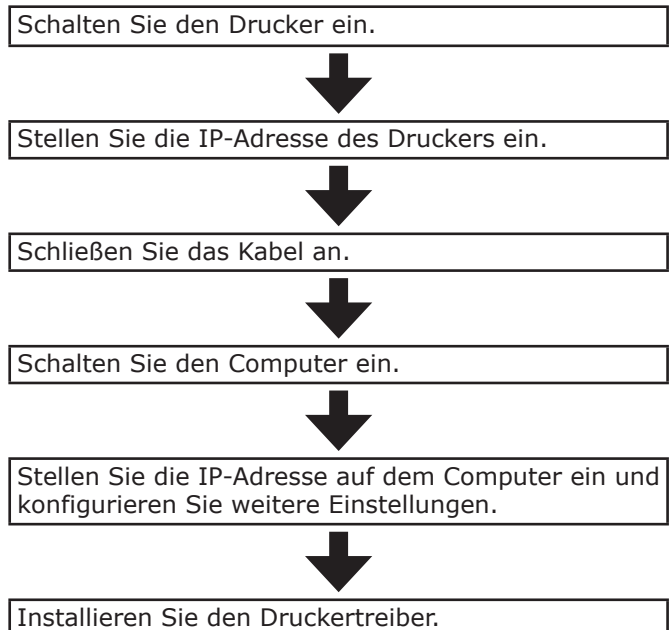 Schalten Sie den Drucker ein.
Stellen Sie die IP-Adresse des Druckers ein.
Schließen Sie das Kabel an.
Schalten Sie den Computer ein.
Stellen Sie die IP-Adresse auf dem Computer ein und
konfigurieren Sie weitere Einstellungen.
Installieren Sie den Druckertreiber.